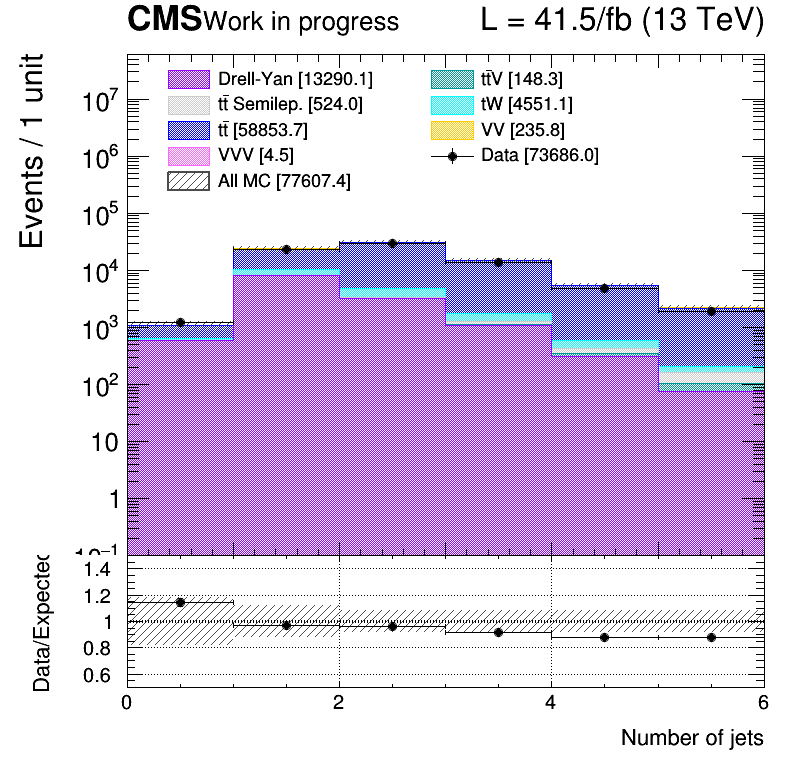 CMS Work in progress L = 41.5/fb (13 TeV)
Drell-Yan [13290.1] tt̄V [148.3]
tt̄ Semilep. [524.0] tW [4551.1]
tt̄ [58853.7] VV [235.8]
VVV [4.5] Data [73686.0]
All MC [77607.4]
Events / 1 unit
10⁷
10⁶
10⁵
10⁴
10³
10²
10
1
10⁻¹
Data/Expected
1.4
1.2
1
0.8
0.6
0 2 4 6
Number of jets